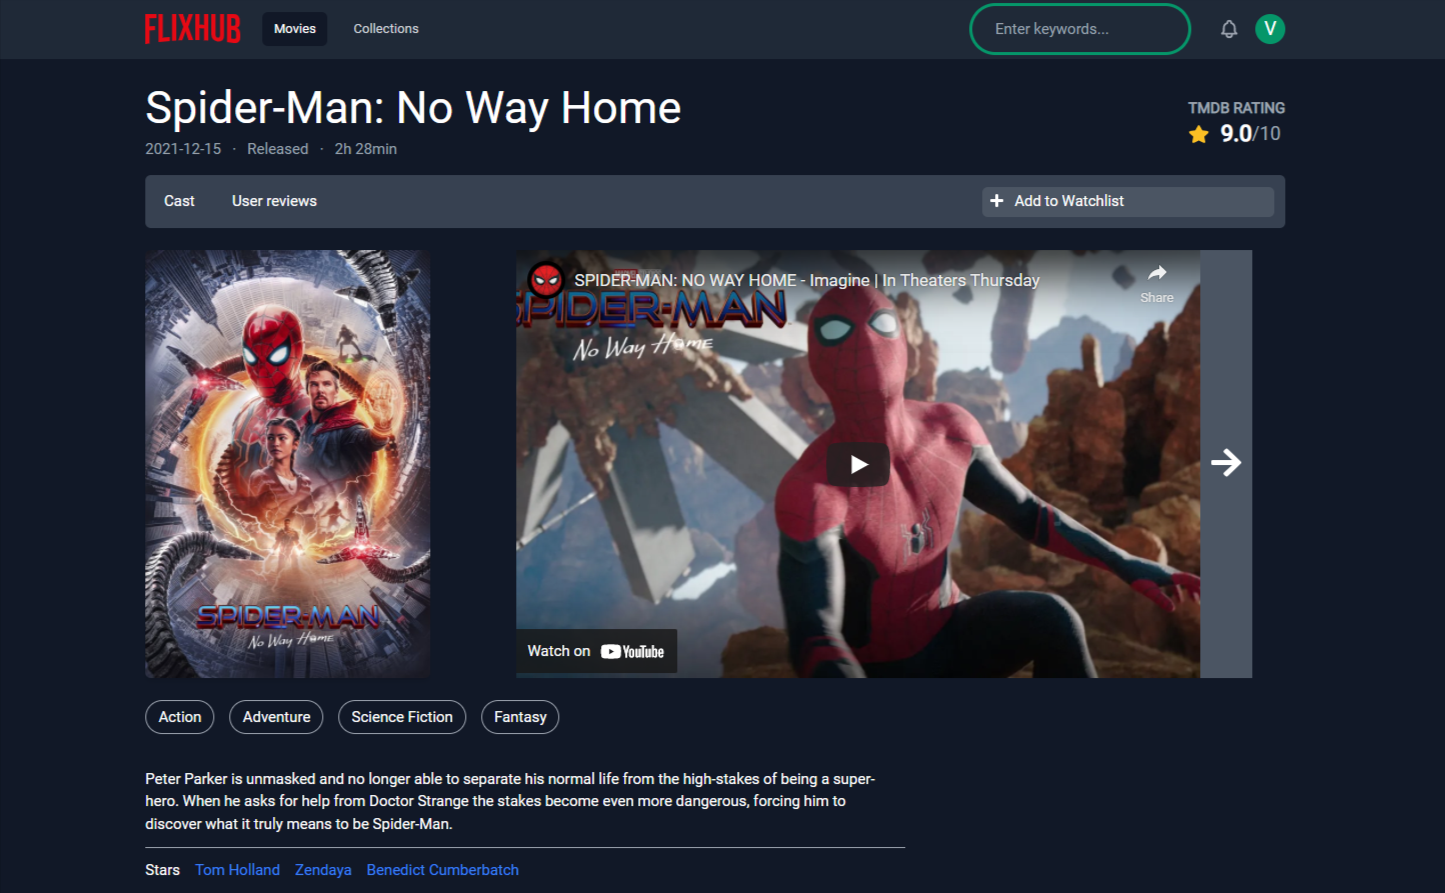 FLIXHUB
Movies
Collections
Enter keywords...
V
Spider-Man: No Way Home
2021-12-15 · Released · 2h 28min
TMDB RATING
9.0/10
Cast
User reviews
Add to Watchlist
SPIDER-MAN
No Way Home
SPIDER-MAN: NO WAY HOME - Imagine | In Theaters Thursday
Share
SPIDER-MAN
No Way Home
Watch on YouTube
Action
Adventure
Science Fiction
Fantasy
Peter Parker is unmasked and no longer able to separate his normal life from the high-stakes of being a super-
hero. When he asks for help from Doctor Strange the stakes become even more dangerous, forcing him to
discover what it truly means to be Spider-Man.
Stars Tom Holland Zendaya Benedict Cumberbatch